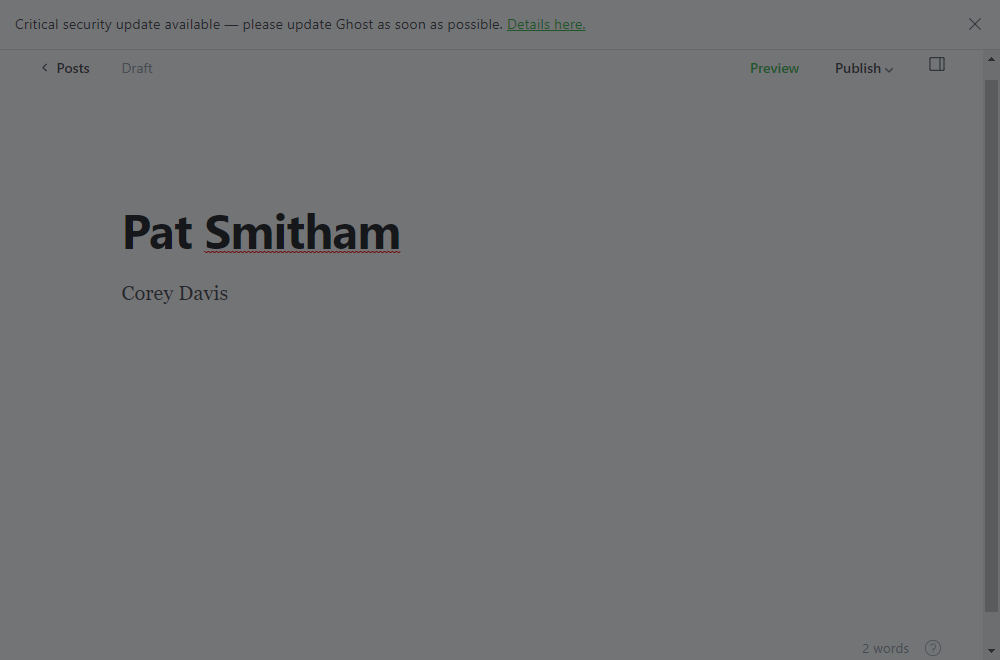 Critical security update available — please update Ghost as soon as possible. Details here.
Posts Draft Preview Publish
Pat Smitham
Corey Davis
2 words ?